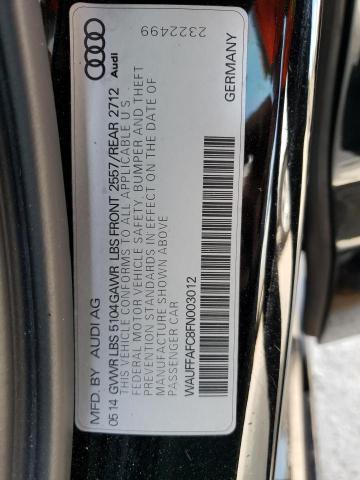 MFD. BY AUDI AG
05 14 GVWR LBS 5104 GAWR LBS FRONT 2557/REAR 2712
THIS VEHICLE CONFORMS TO ALL APPLICABLE U S
FEDERAL MOTOR VEHICLE SAFETY, BUMPER AND THEFT
PREVENTION STANDARDS IN EFFECT ON THE DATE OF
MANUFACTURE SHOWN ABOVE
PASSENGER CAR
WAUFFAFC8FN003012
Audi
2322499
GERMANY